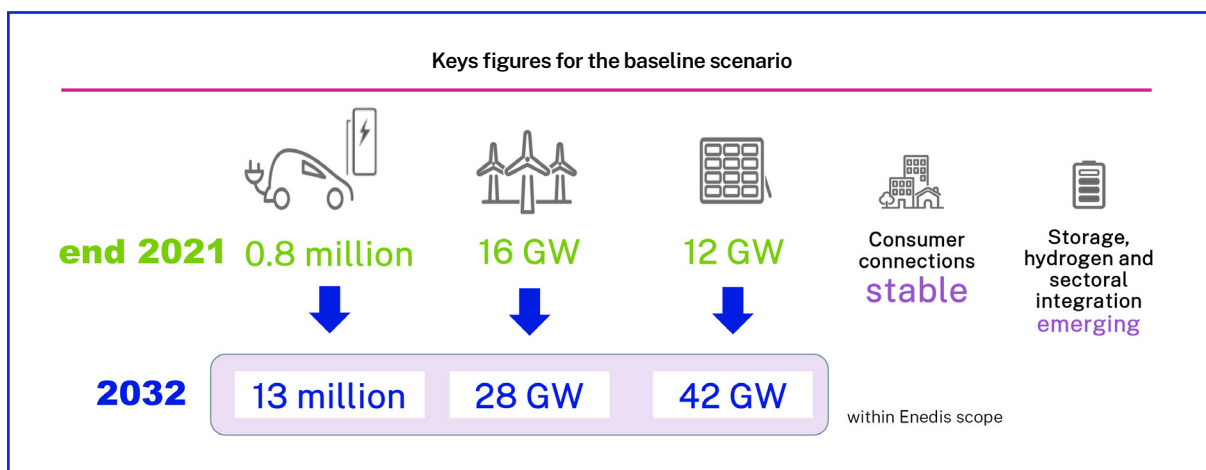 Keys figures for the baseline scenario
end 2021 0.8 million 16 GW 12 GW
Consumer
connections
stable
Storage,
hydrogen and
sectoral
integration
emerging
2032 13 million 28 GW 42 GW
within Enedis scope